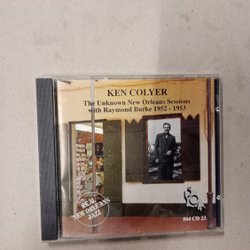 KEN COLYER
The Unknown New Orleans Sessions
with Raymond Burke 1952 - 1953
REAL
NEW ORLEANS
JAZZ
504 CD 23